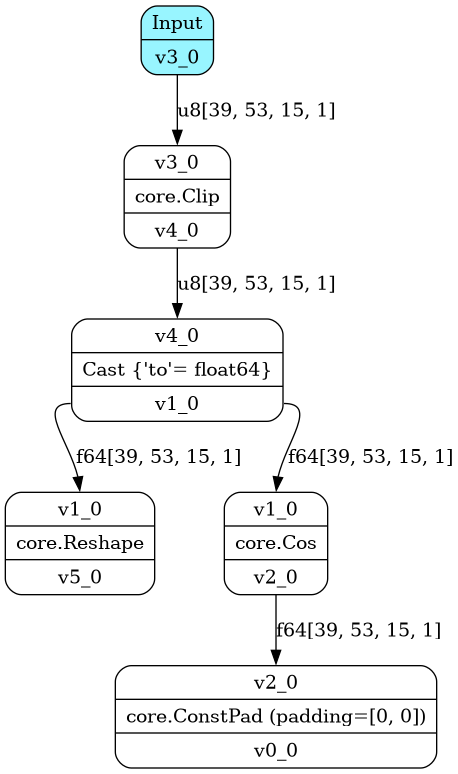 Input
v3_0
u8[39, 53, 15, 1]
v3_0
core.Clip
v4_0
u8[39, 53, 15, 1]
v4_0
Cast {'to'= float64}
v1_0
f64[39, 53, 15, 1]
f64[39, 53, 15, 1]
v1_0
core.Reshape
v5_0
v1_0
core.Cos
v2_0
f64[39, 53, 15, 1]
v2_0
core.ConstPad (padding=[0, 0])
v0_0